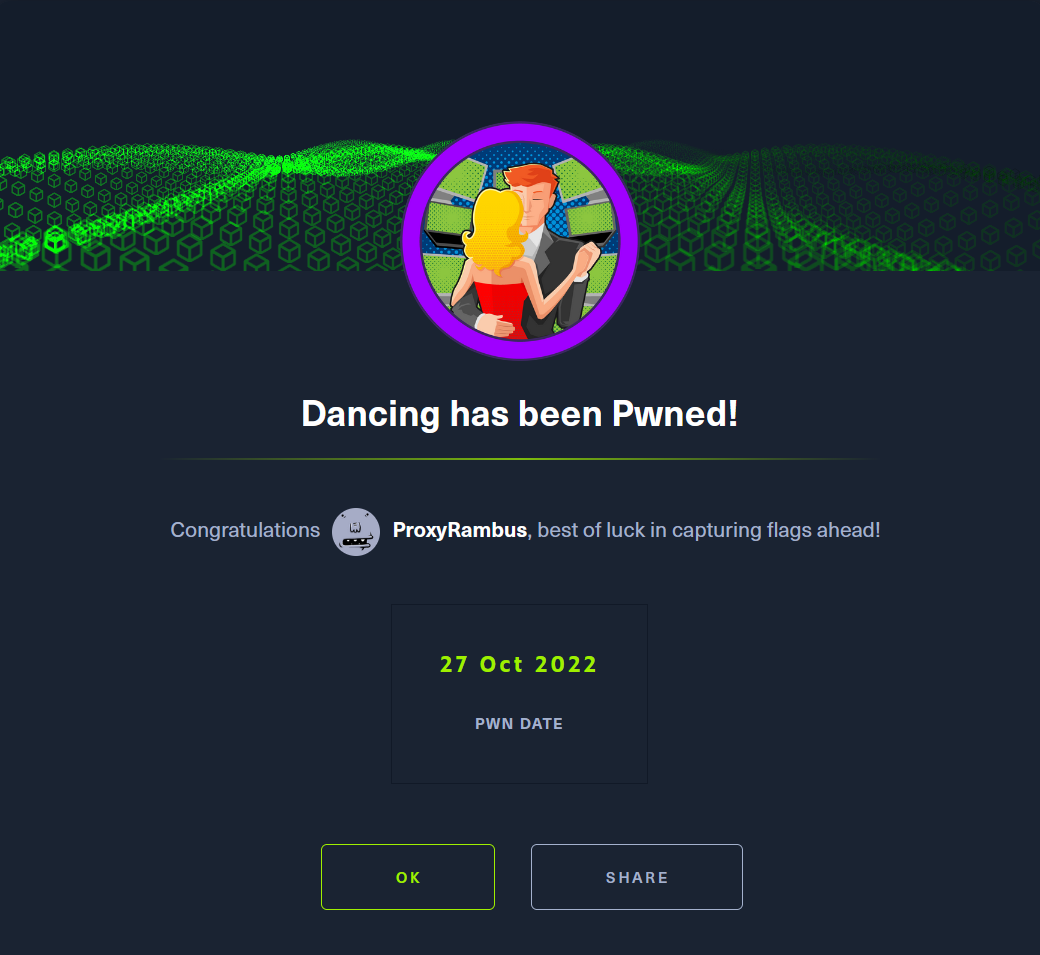 Dancing has been Pwned!
Congratulations ProxyRambus, best of luck in capturing flags ahead!
27 Oct 2022
PWN DATE
OK
SHARE